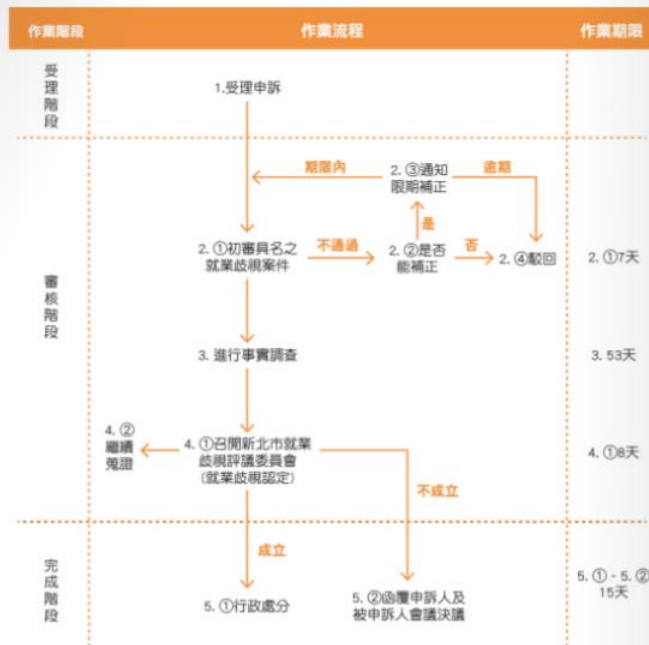 作業階段
作業流程
作業期限
受理階段
1.受理申訴
期限內
2. ③通知
限期補正
逾期
是
審核階段
2. ①初審具名之
就業歧視案件
不通過
2. ②是否
能補正
否
2. ④駁回
2. ①7天
3. 進行事實調查
3. 53天
4. ②
繼續
蒐證
4. ①召開新北市就業
歧視評議委員會
(就業歧視認定)
4. ①8天
不成立
成立
完成階段
5. ①行政處分
5. ②函覆申訴人及
被申訴人會議決議
5. ① - 5. ②
15天